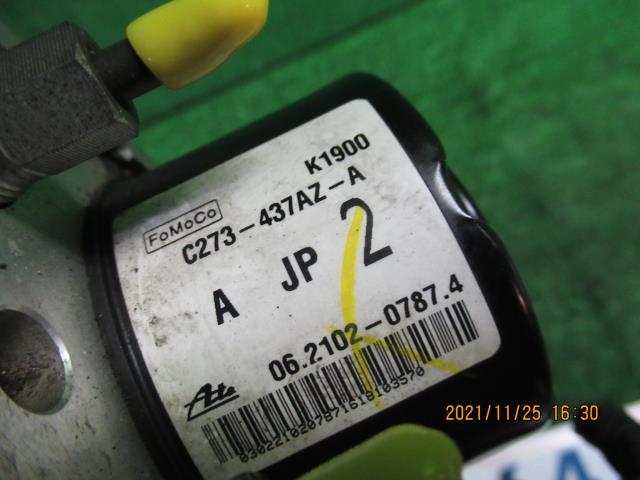 K1900
FoMoCo
C273-437AZ-A
A JP 2
06.2102-0787.4
Ate
2021/11/25 16:30